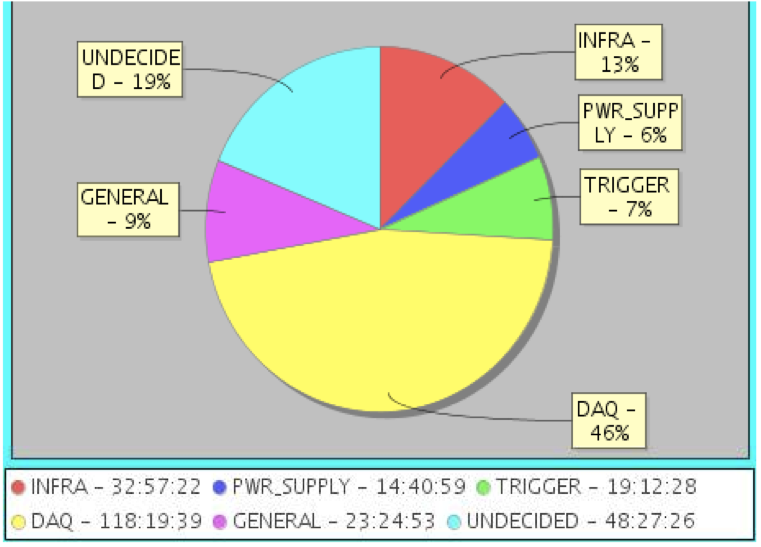 UNDECIDE
D – 19%
INFRA –
13%
PWR_SUPP
LY – 6%
TRIGGER
– 7%
GENERAL
– 9%
DAQ –
46%
INFRA – 32:57:22 PWR_SUPPLY – 14:40:59 TRIGGER – 19:12:28
DAQ – 118:19:39 GENERAL – 23:24:53 UNDECIDED – 48:27:26